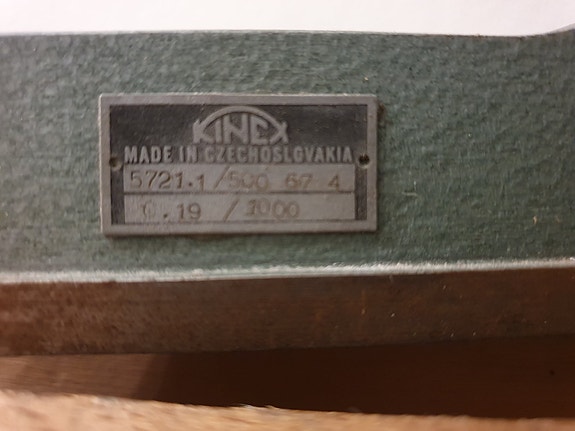 KINEX
MADE IN CZECHOSLOVAKIA
5721.1/500 67 4
.19 / 1000